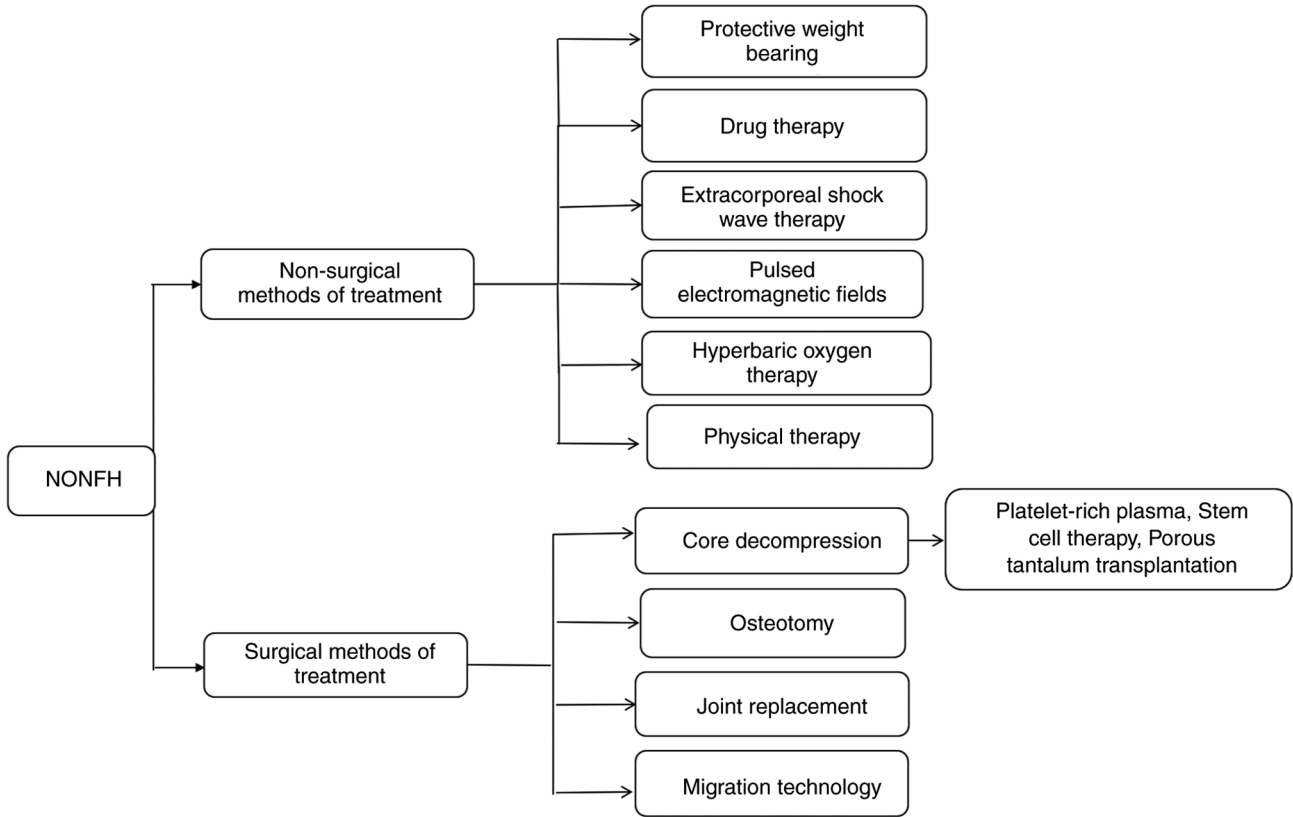 Protective weight
bearing
Drug therapy
Extracorporeal shock
wave therapy
Non-surgical
methods of treatment
Pulsed
electromagnetic fields
Hyperbaric oxygen
therapy
Physical therapy
NONFH
Core decompression
Platelet-rich plasma, Stem
cell therapy, Porous
tantalum transplantation
Osteotomy
Surgical methods of
treatment
Joint replacement
Migration technology